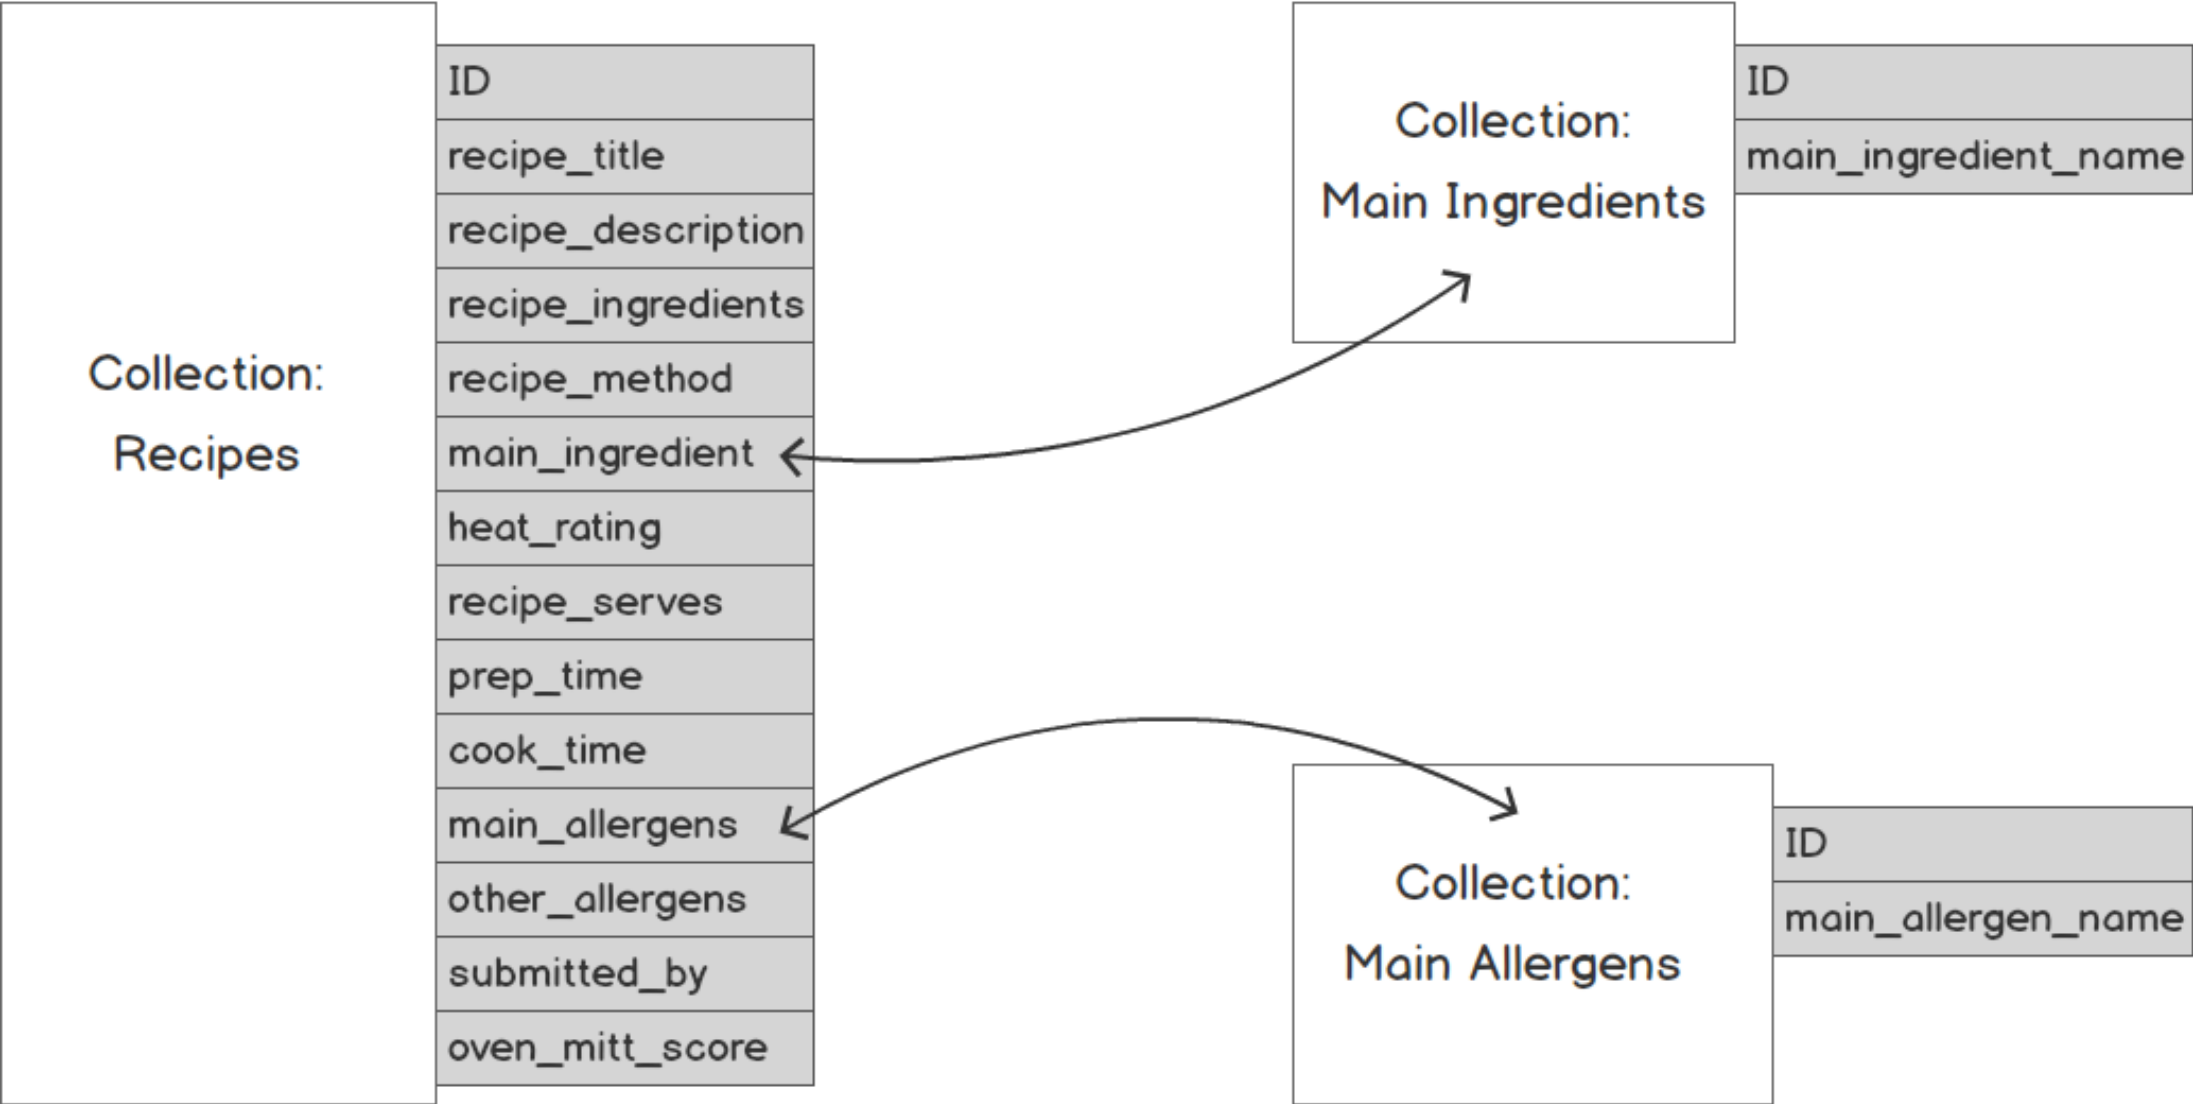 Collection:
Recipes
ID
recipe_title
recipe_description
recipe_ingredients
recipe_method
main_ingredient
heat_rating
recipe_serves
prep_time
cook_time
main_allergens
other_allergens
submitted_by
oven_mitt_score
Collection:
Main Ingredients
ID
main_ingredient_name
Collection:
Main Allergens
ID
main_allergen_name